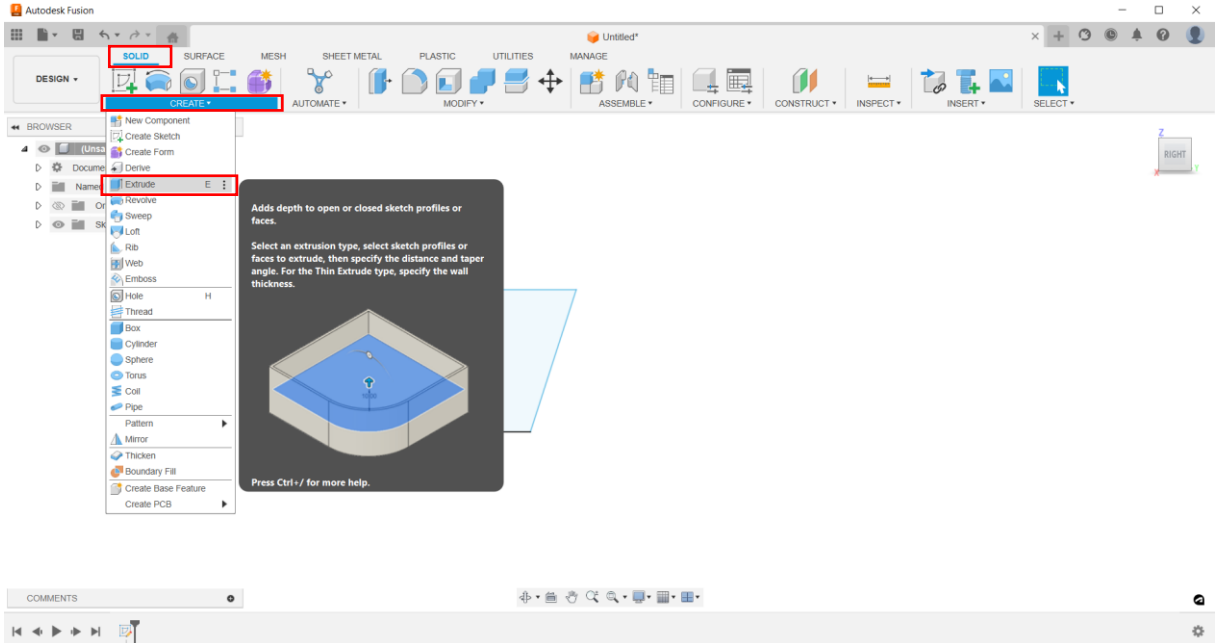 Autodesk Fusion
Untitled*
SOLID SURFACE MESH SHEET METAL PLASTIC UTILITIES MANAGE
DESIGN
CREATE AUTOMATE MODIFY ASSEMBLE CONFIGURE CONSTRUCT INSPECT INSERT SELECT
BROWSER
(Unsa
Docume
Name
Or
Sk
New Component
Create Sketch
Create Form
Derive
Extrude E
Revolve
Sweep
Loft
Rib
Web
Emboss
Hole H
Thread
Box
Cylinder
Sphere
Torus
Coil
Pipe
Pattern
Mirror
Thicken
Boundary Fill
Create Base Feature
Create PCB
Adds depth to open or closed sketch profiles or
faces.
Select an extrusion type, select sketch profiles or
faces to extrude, then specify the distance and taper
angle. For the Thin Extrude type, specify the wall
thickness.
Press Ctrl+/ for more help.
Z
RIGHT
X
Y
COMMENTS